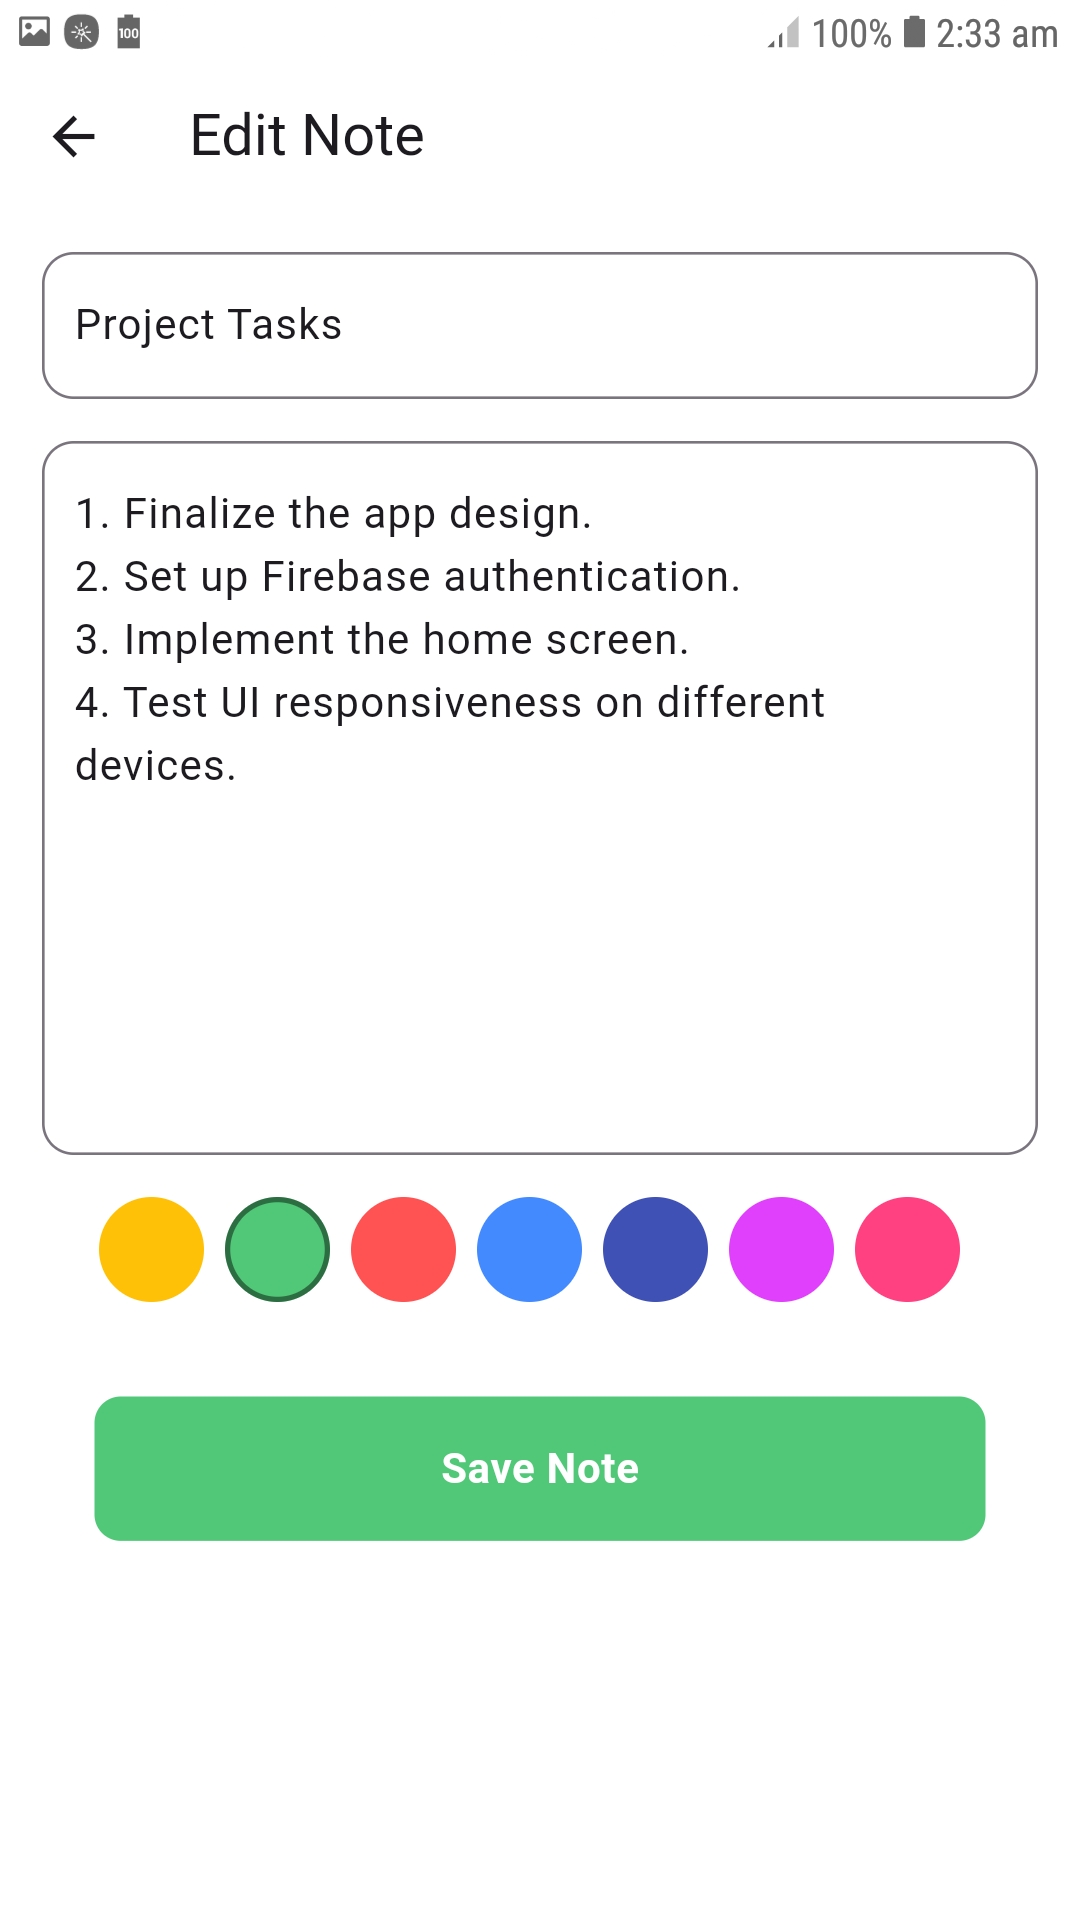 100 100% 2:33 am
Edit Note
Project Tasks
1. Finalize the app design.
2. Set up Firebase authentication.
3. Implement the home screen.
4. Test UI responsiveness on different
devices.
Save Note